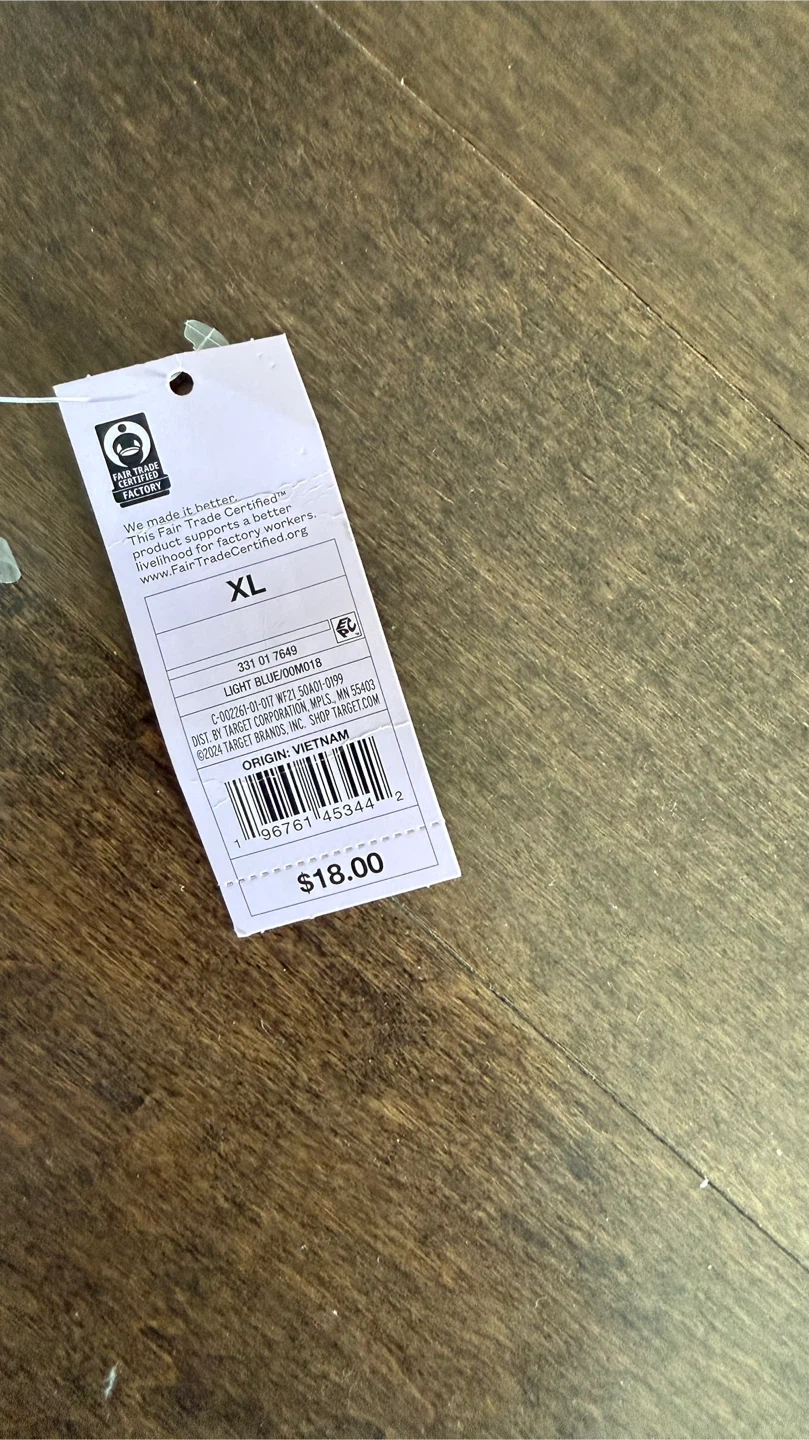 FAIR TRADE
CERTIFIED
FACTORY
We made it better.
This Fair Trade Certified™
product supports a better
livelihood for factory workers.
www.FairTradeCertified.org
XL
EPC
331 01 7649
LIGHT BLUE/00M018
C-002261-01-017 WF21 50A01-0199
DIST. BY TARGET CORPORATION, MPLS., MN 55403
©2024 TARGET BRANDS, INC. SHOP TARGET.COM
ORIGIN: VIETNAM
1 96761 45344 2
$18.00